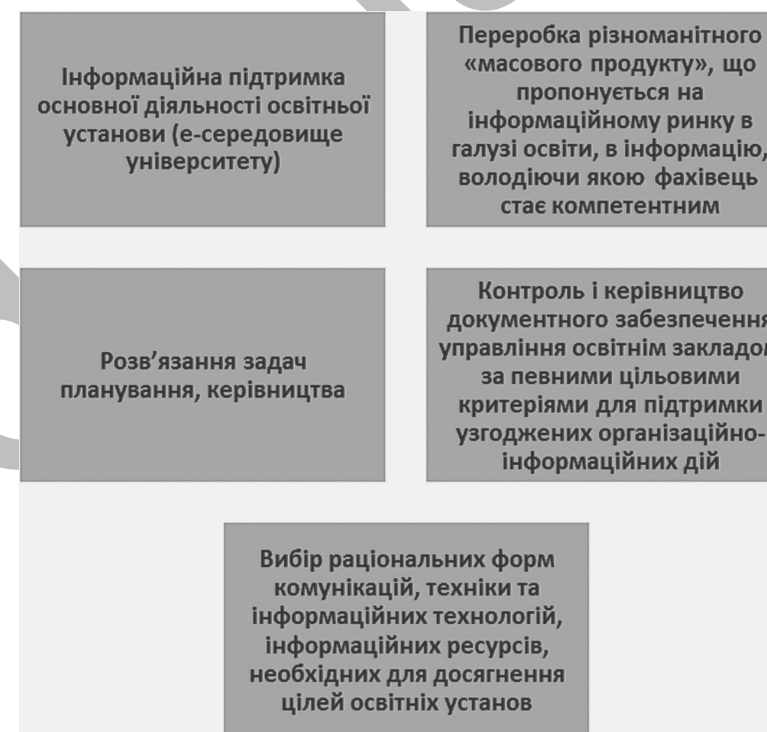 Інформаційна підтримка
основної діяльності освітньої
установи (е-середовище
університету)
Переробка різноманітного
«масового продукту», що
пропонується на
інформаційному ринку в
галузі освіти, в інформацію,
володіючи якою фахівець
стає компетентним
Розв’язання задач
планування, керівництва
Контроль і керівництво
документного забезпечення
управління освітнім закладом
за певними цільовими
критеріями для підтримки
узгоджених організаційно-
інформаційних дій
Вибір раціональних форм
комунікацій, техніки та
інформаційних технологій,
інформаційних ресурсів,
необхідних для досягнення
цілей освітніх установ